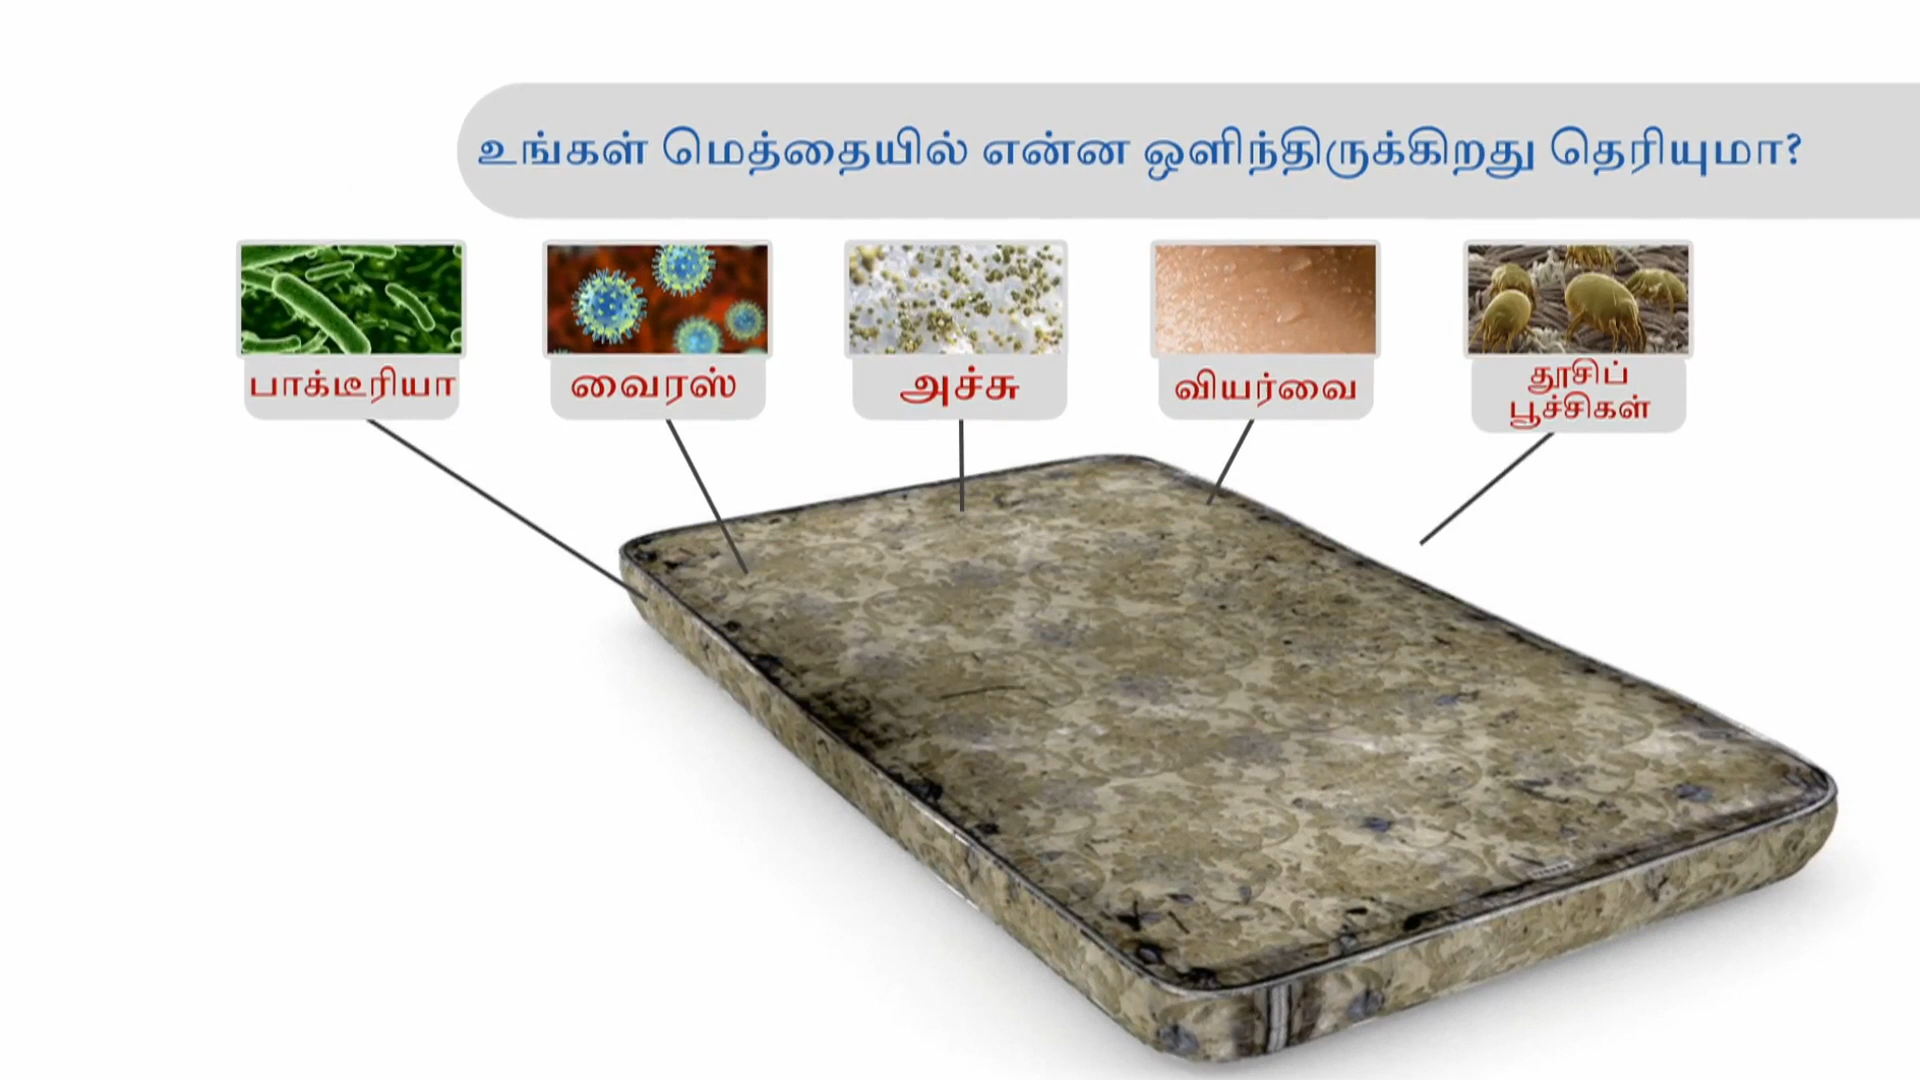 உங்கள் மெத்தையில் என்ன ஒளிந்திருக்கிறது தெரியுமா?
பாக்டீரியா
வைரஸ்
அச்சு
வியர்வை
தூசிப்
பூச்சிகள்